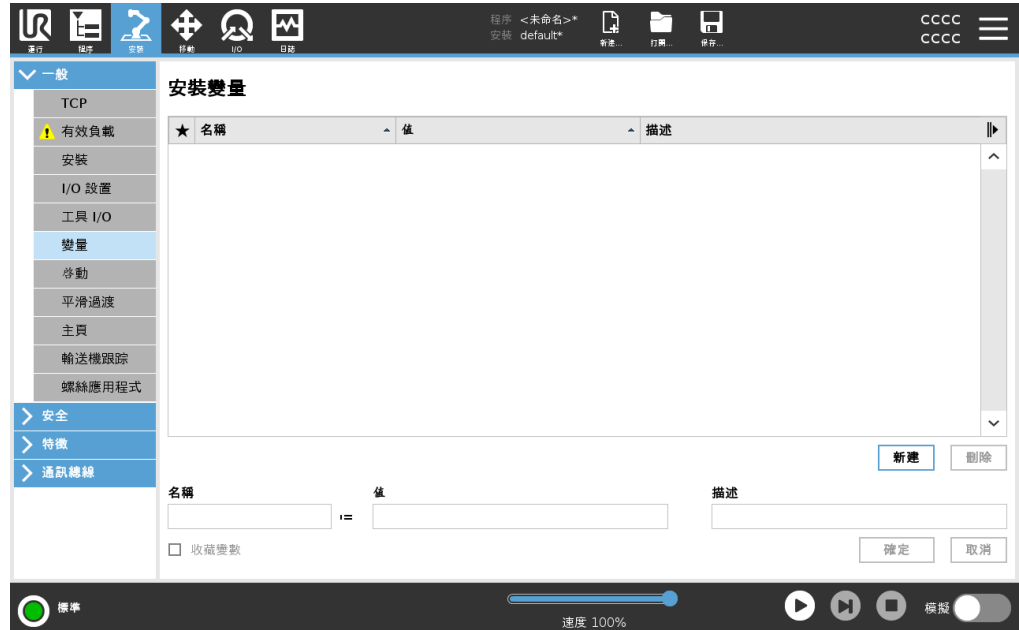 程序 <未命名>*
安裝 default*
CCCC
CCCC
運行
程序
安裝
移動
I/O
日誌
新建...
打開...
保存...
一般
TCP
有效負載
安裝
I/O 設置
工具 I/O
變量
啓動
平滑過渡
主頁
輸送機跟踪
螺絲應用程式
安全
特徵
通訊總線
安裝變量
★ 名稱 值 描述
新建 刪除
名稱 值 描述
:=
收藏變數
確定 取消
標準
速度 100%
模擬